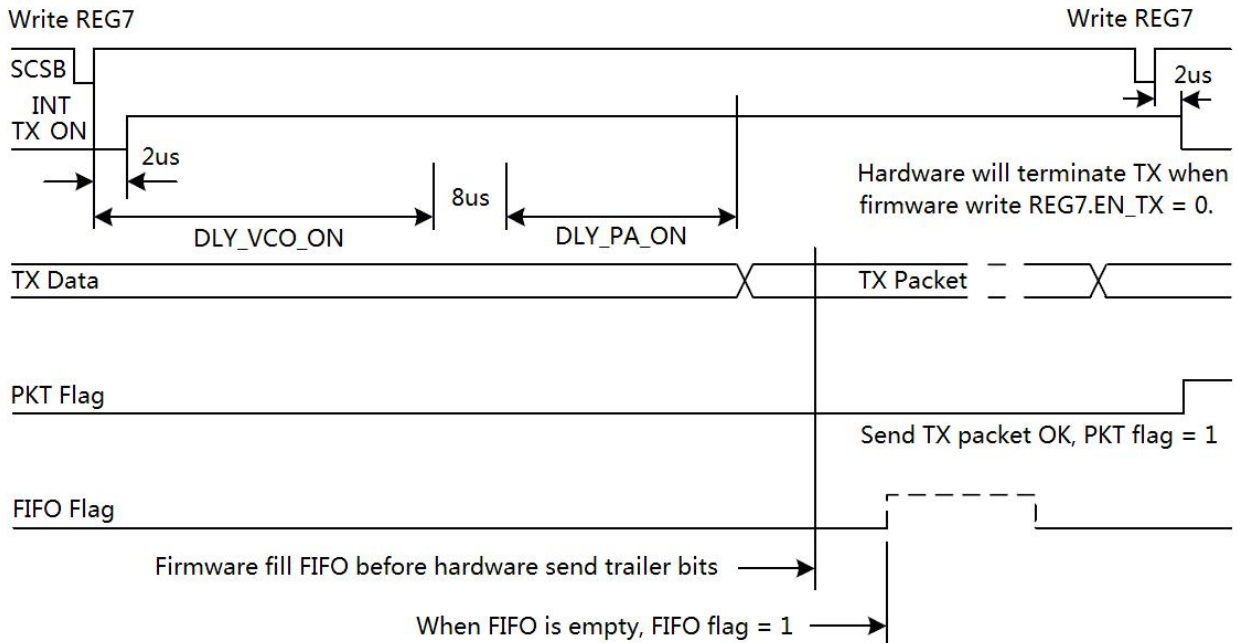 Write REG7
Write REG7
SCSB
2us
INT
TX ON
2us
8us
Hardware will terminate TX when
firmware write REG7.EN_TX = 0.
DLY_VCO_ON
DLY_PA_ON
TX Data
TX Packet
PKT Flag
Send TX packet OK, PKT flag = 1
FIFO Flag
Firmware fill FIFO before hardware send trailer bits
When FIFO is empty, FIFO flag = 1